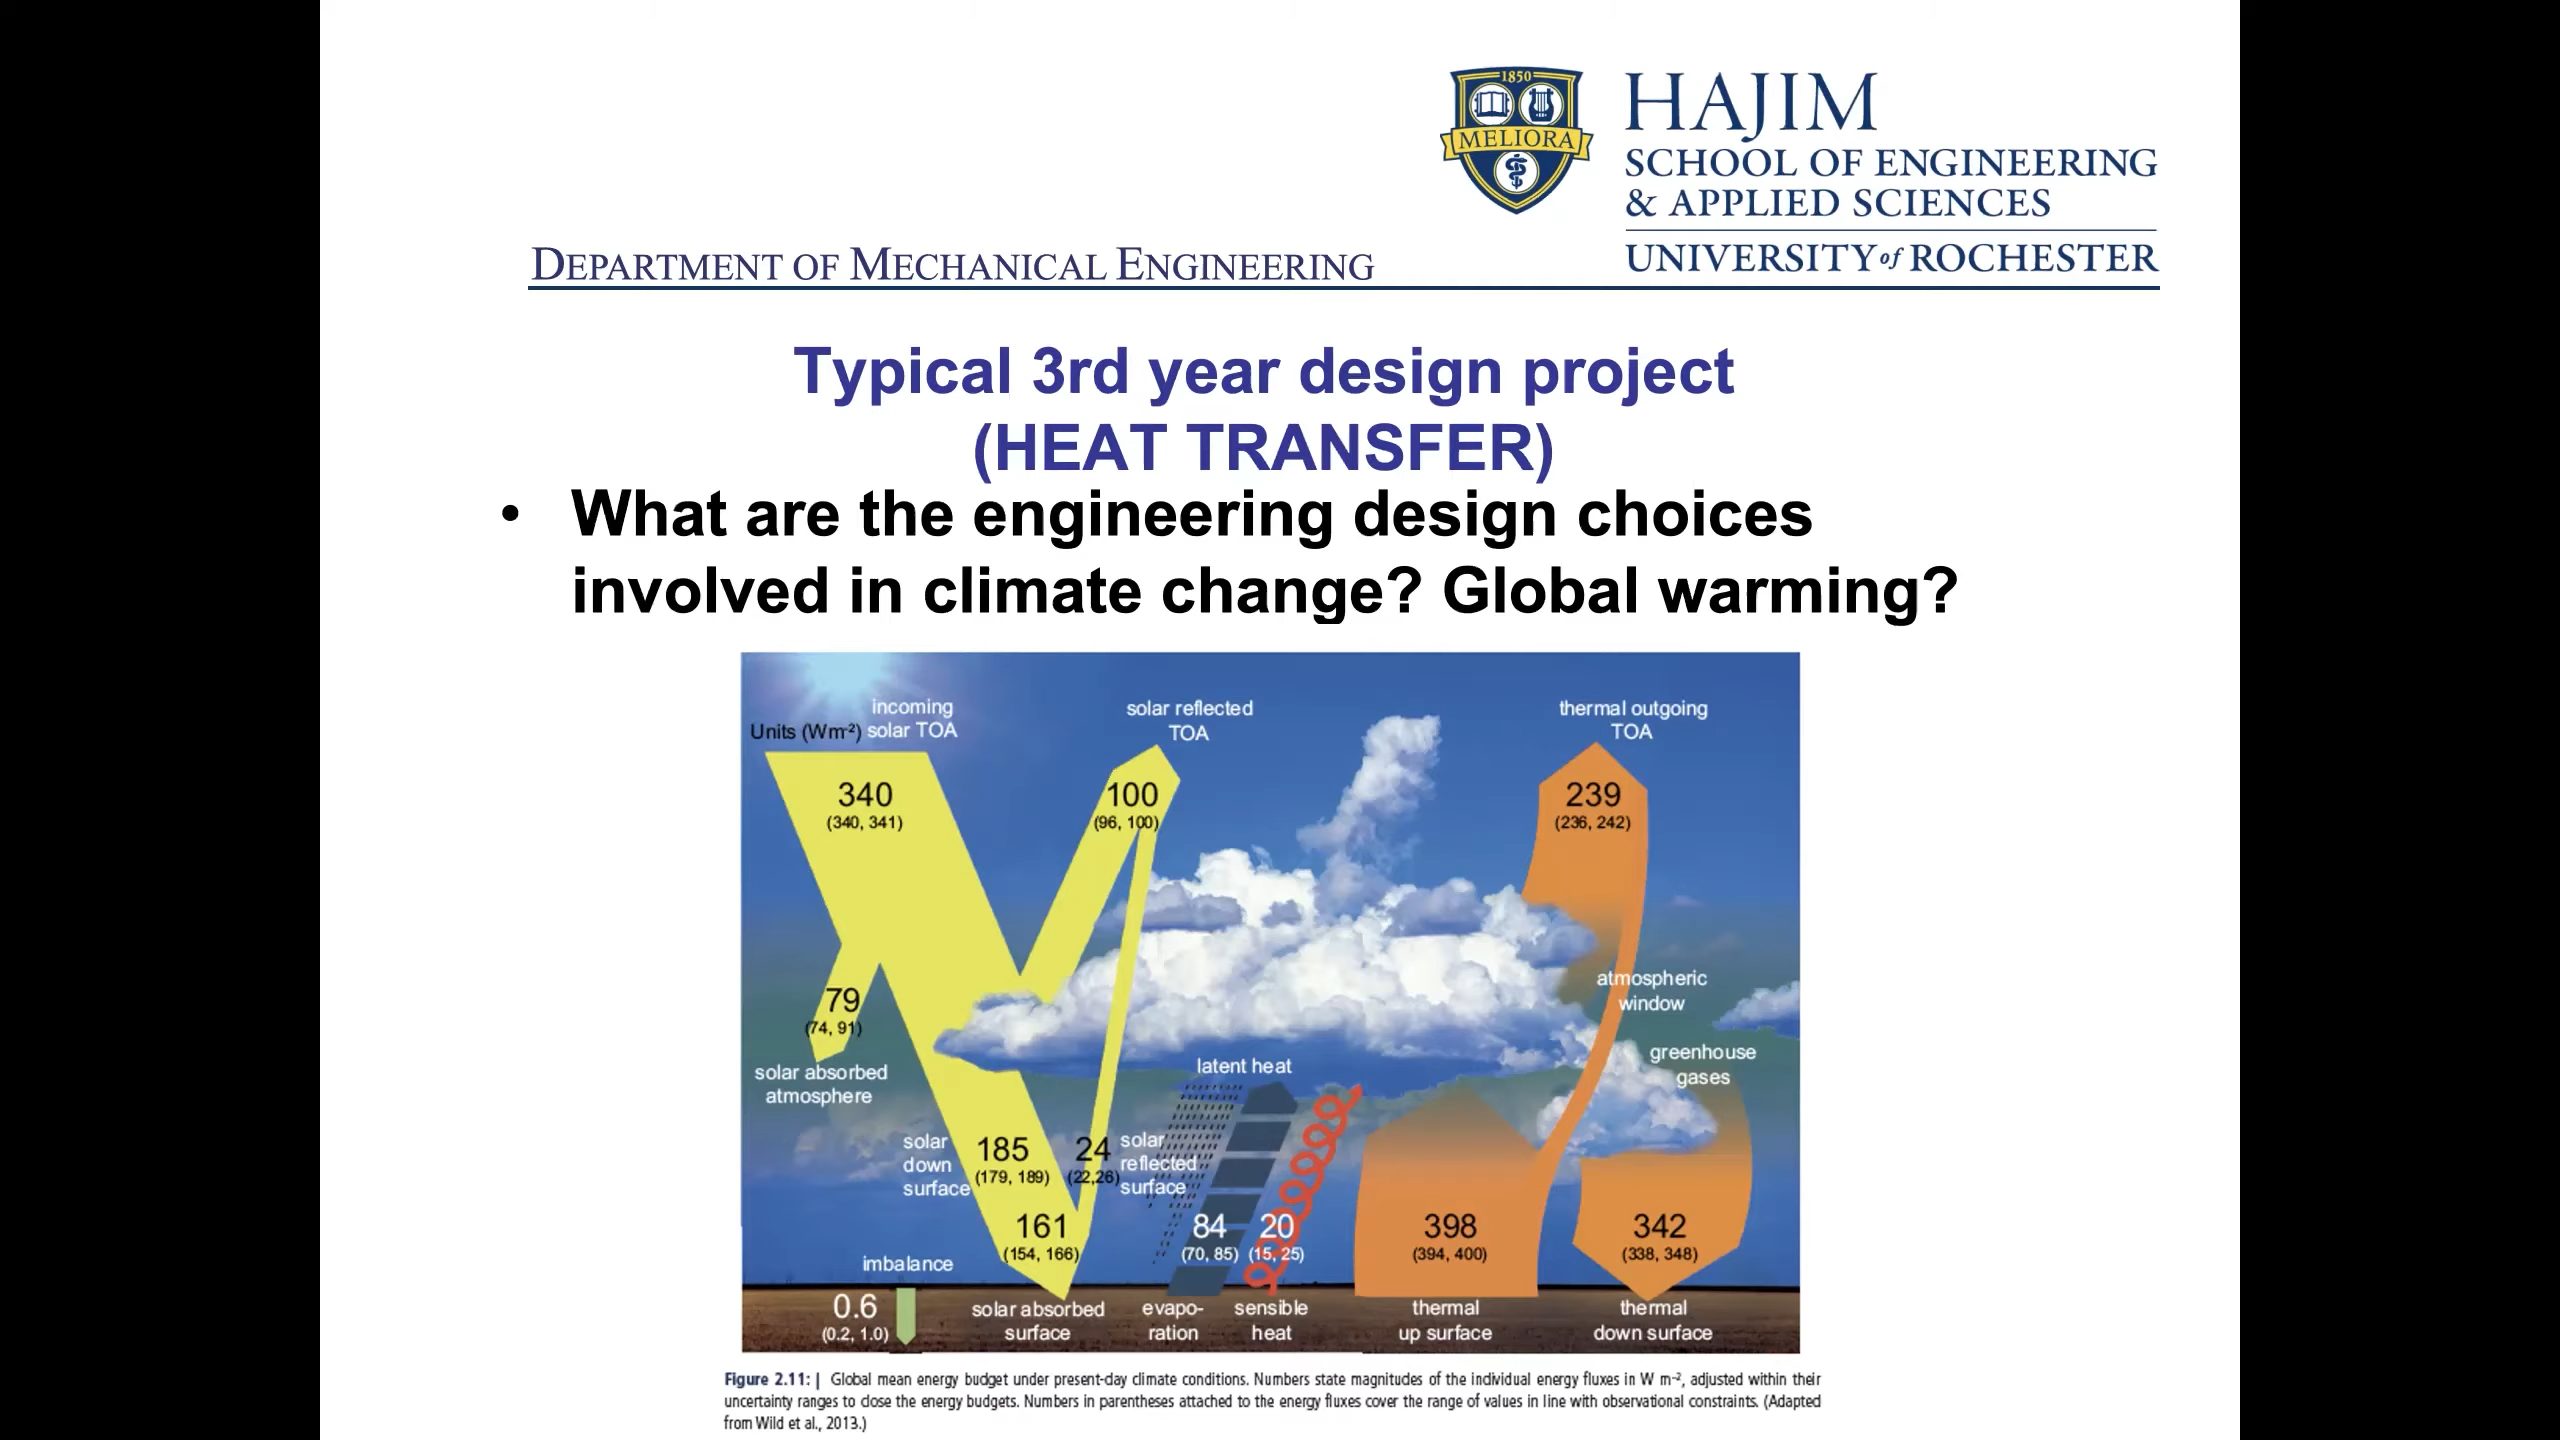 1850
MELIORA
HAJIM
SCHOOL OF ENGINEERING
& APPLIED SCIENCES
UNIVERSITY of ROCHESTER
DEPARTMENT OF MECHANICAL ENGINEERING
Typical 3rd year design project
(HEAT TRANSFER)
• What are the engineering design choices
involved in climate change? Global warming?
Units (Wm-2)
incoming
solar TOA
340
(340, 341)
solar reflected
TOA
100
(96, 100)
thermal outgoing
TOA
239
(236, 242)
79
(74, 91)
solar absorbed
atmosphere
atmospheric
window
greenhouse
gases
latent heat
solar
down
surface
185
(179, 189)
24
(22,26)
solar
reflected
surface
161
(154, 166)
84
(70, 85)
20
(15, 25)
398
(394, 400)
342
(338, 348)
imbalance
0.6
(0.2, 1.0)
solar absorbed
surface
evapo-
ration
sensible
heat
thermal
up surface
thermal
down surface
Figure 2.11: | Global mean energy budget under present-day climate conditions. Numbers state magnitudes of the individual energy fluxes in W m–2, adjusted within their
uncertainty ranges to close the energy budgets. Numbers in parentheses attached to the energy fluxes cover the range of values in line with observational constraints. (Adapted
from Wild et al., 2013.)